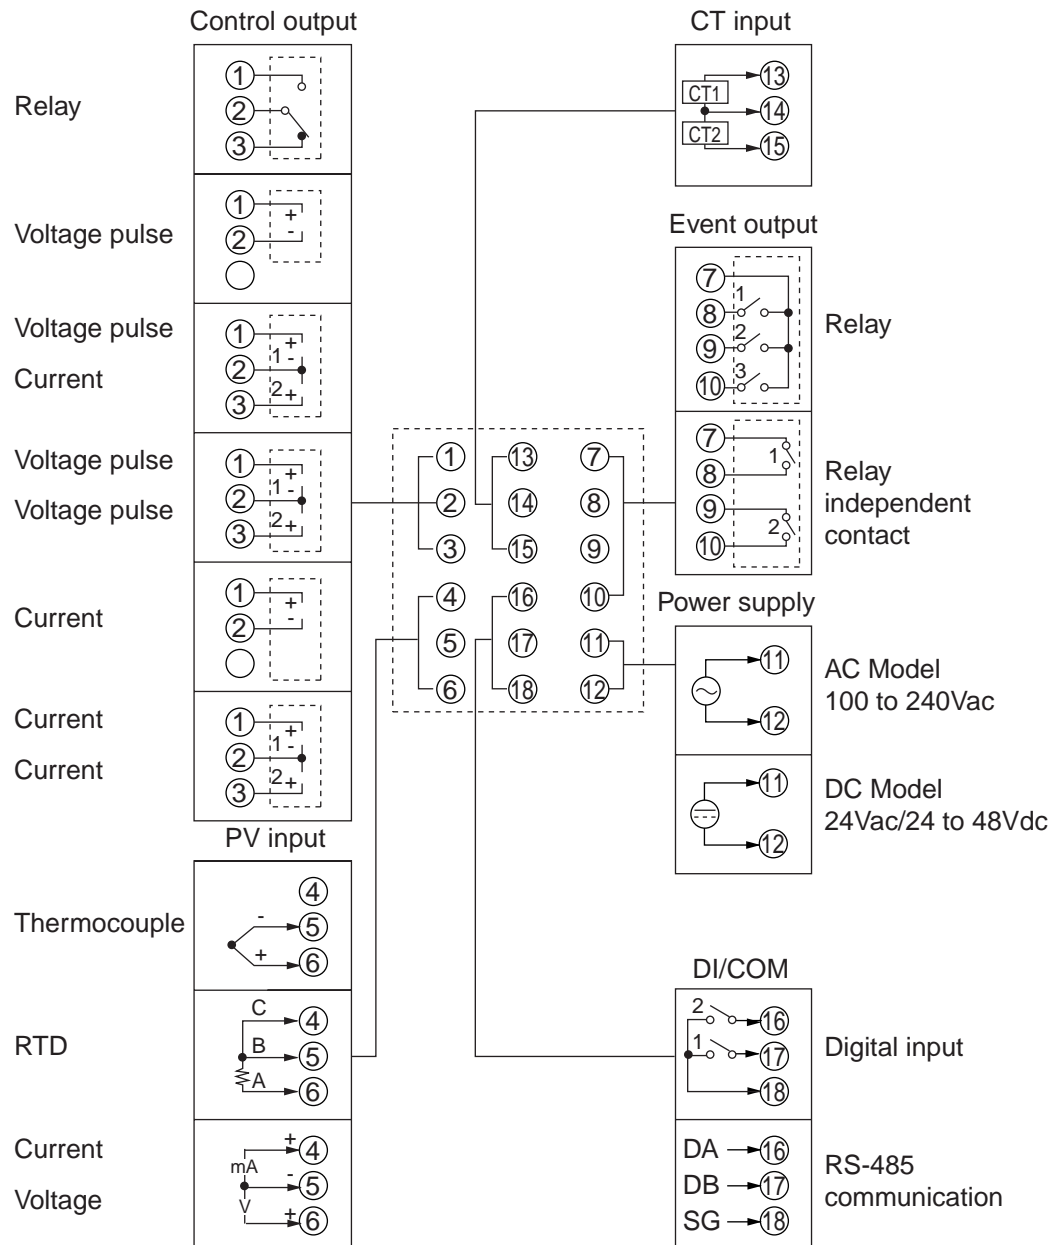 Control output
Relay
1
2
3
Voltage pulse
1
2
+
-
Voltage pulse
Current
1
2
3
1
+
-
2
+
Voltage pulse
Voltage pulse
1
2
3
1
+
-
2
+
Current
1
2
+
-
Current
Current
1
2
3
1
+
-
2
+
PV input
Thermocouple
4
- 5
+ 6
RTD
C 4
B 5
A 6
Current
Voltage
+ 4
mA
- 5
V
+ 6
1 13 7
2 14 8
3 15 9
4 16 10
5 17 11
6 18 12
CT input
CT1 13
14
CT2 15
Event output
7
8 1
9 2
10 3
Relay
7
8 1
9
10 2
Relay
independent
contact
Power supply
11
12
AC Model
100 to 240Vac
11
12
DC Model
24Vac/24 to 48Vdc
DI/COM
2 16
1 17
18
Digital input
DA 16
DB 17
SG 18
RS-485
communication